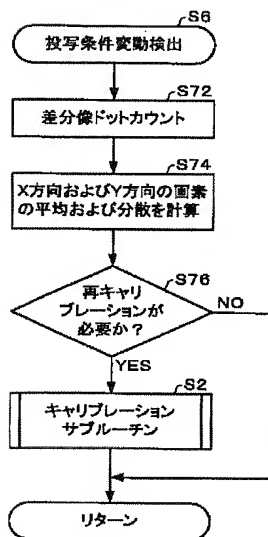 S6
投写条件変動検出
S72
差分像ドットカウント
S74
X方向およびY方向の画素
の平均および分散を計算
S76
再キャリ
ブレーションが
必要か?
NO
YES
S2
キャリブレーション
サブルーチン
リターン